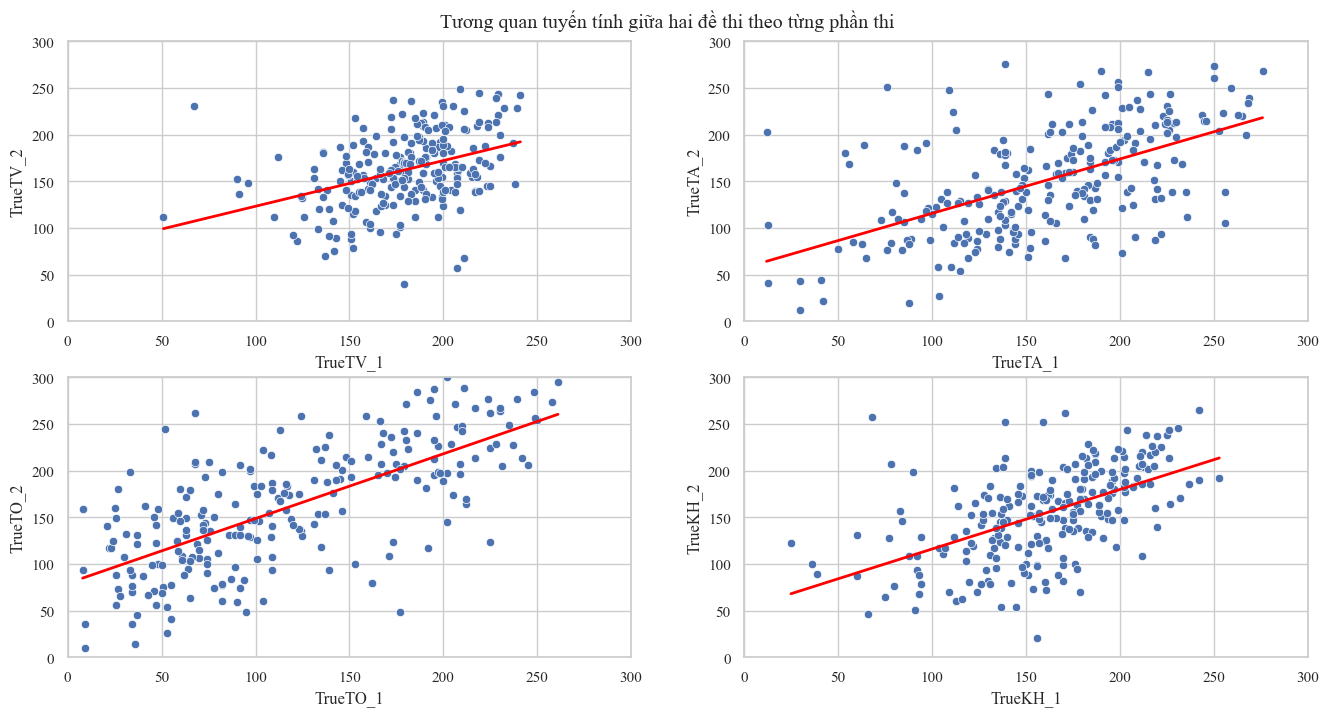 Tương quan tuyến tính giữa hai đề thi theo từng phần thi
300
250
200
150
100
50
0
TrueTV_2
0 50 100 150 200 250 300
TrueTV_1
300
250
200
150
100
50
0
TrueTA_2
0 50 100 150 200 250 300
TrueTA_1
300
250
200
150
100
50
0
TrueTO_2
0 50 100 150 200 250 300
TrueTO_1
300
250
200
150
100
50
0
TrueKH_2
0 50 100 150 200 250 300
TrueKH_1